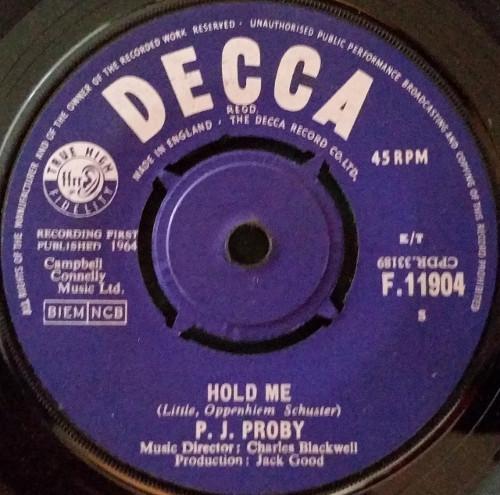 ALL RIGHTS OF THE MANUFACTURER AND OF THE OWNER OF THE RECORDED WORK RESERVED · UNAUTHORISED PUBLIC PERFORMANCE BROADCASTING AND COPYING OF THIS RECORD PROHIBITED
DECCA
REGD.
MADE IN ENGLAND · THE DECCA RECORD CO.LTD.
TRUE HIGH
ffrr
FIDELITY
45 RPM
RECORDING FIRST
PUBLISHED 1964
Campbell
Connelly
Music Ltd.
BIEM NCB
E/T
CPDR.33189
F.11904
S
HOLD ME
(Little, Oppenhiem Schuster)
P. J. PROBY
Music Director: Charles Blackwell
Production: Jack Good